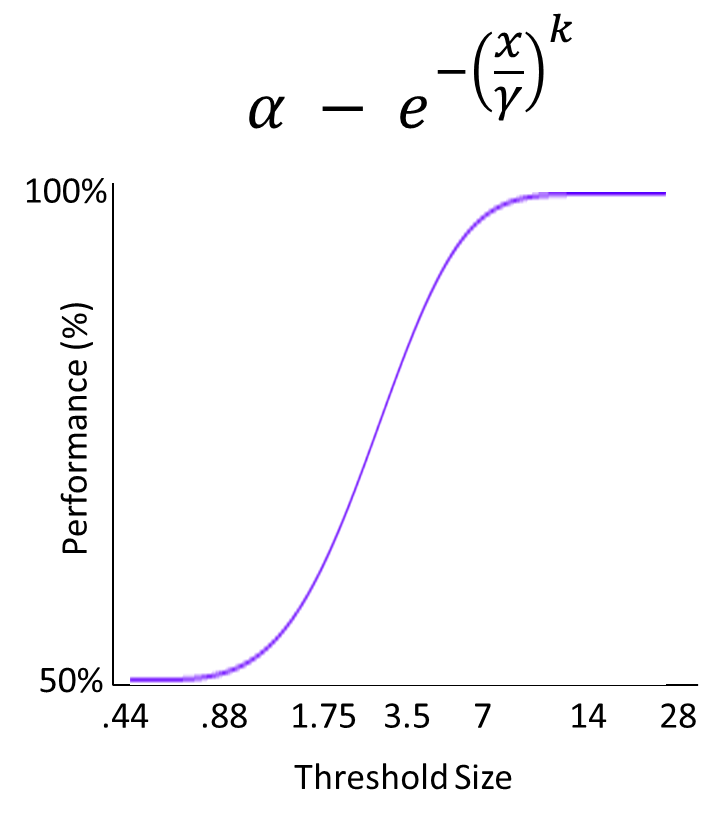 α − e^{−(x/γ)^k}
100%
Performance (%)
50%
.44 .88 1.75 3.5 7 14 28
Threshold Size